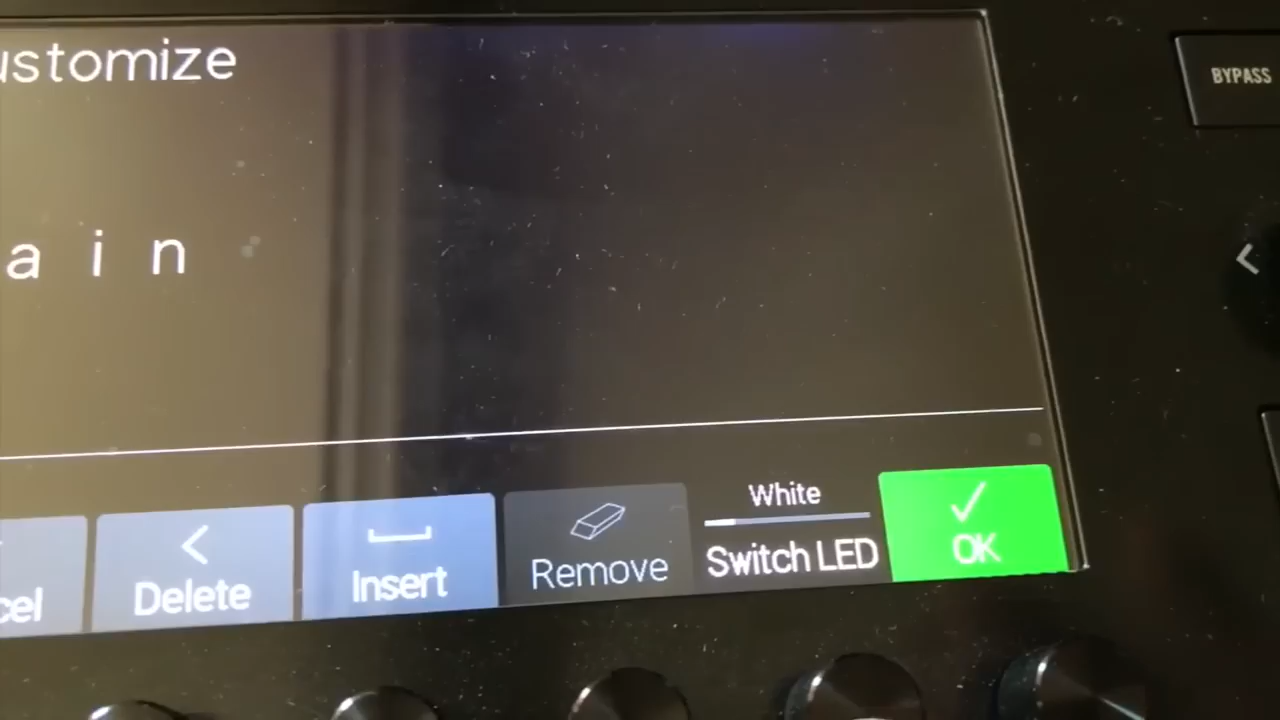 ustomize
BYPASS
a i n
White
cel
Delete
Insert
Remove
Switch LED
OK